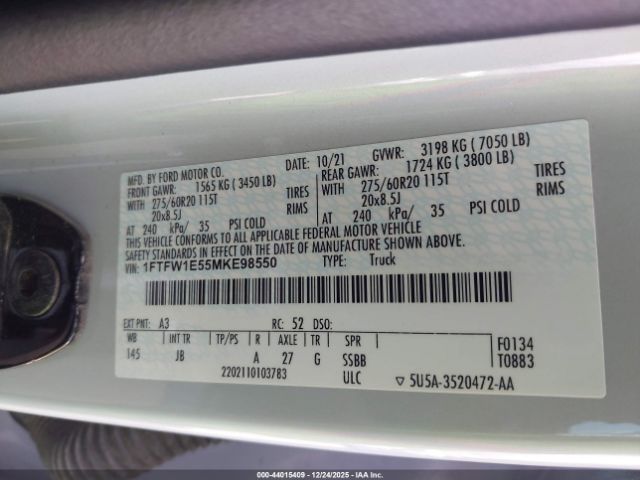 MFD. BY FORD MOTOR CO.
DATE: 10/21 GVWR: 3198 KG ( 7050 LB)
FRONT GAWR: 1565 KG ( 3450 LB)
REAR GAWR: 1724 KG ( 3800 LB)
WITH 275/60R20 115T TIRES
WITH 275/60R20 115T TIRES
20x8.5J RIMS
20x8.5J RIMS
AT 240 kPa/ 35 PSI COLD
AT 240 kPa/ 35 PSI COLD
THIS VEHICLE CONFORMS TO ALL APPLICABLE FEDERAL MOTOR VEHICLE
SAFETY STANDARDS IN EFFECT ON THE DATE OF MANUFACTURE SHOWN ABOVE.
VIN: 1FTFW1E55MKE98550 TYPE: Truck
EXT PNT: A3 RC: 52 DSO:
WB INT TR TP/PS R AXLE TR SPR F0134
145 JB A 27 G SSBB T0883
2202110103783 ULC 5U5A-3520472-AA
000-44015409 - 12/24/2025 - IAAI.COM